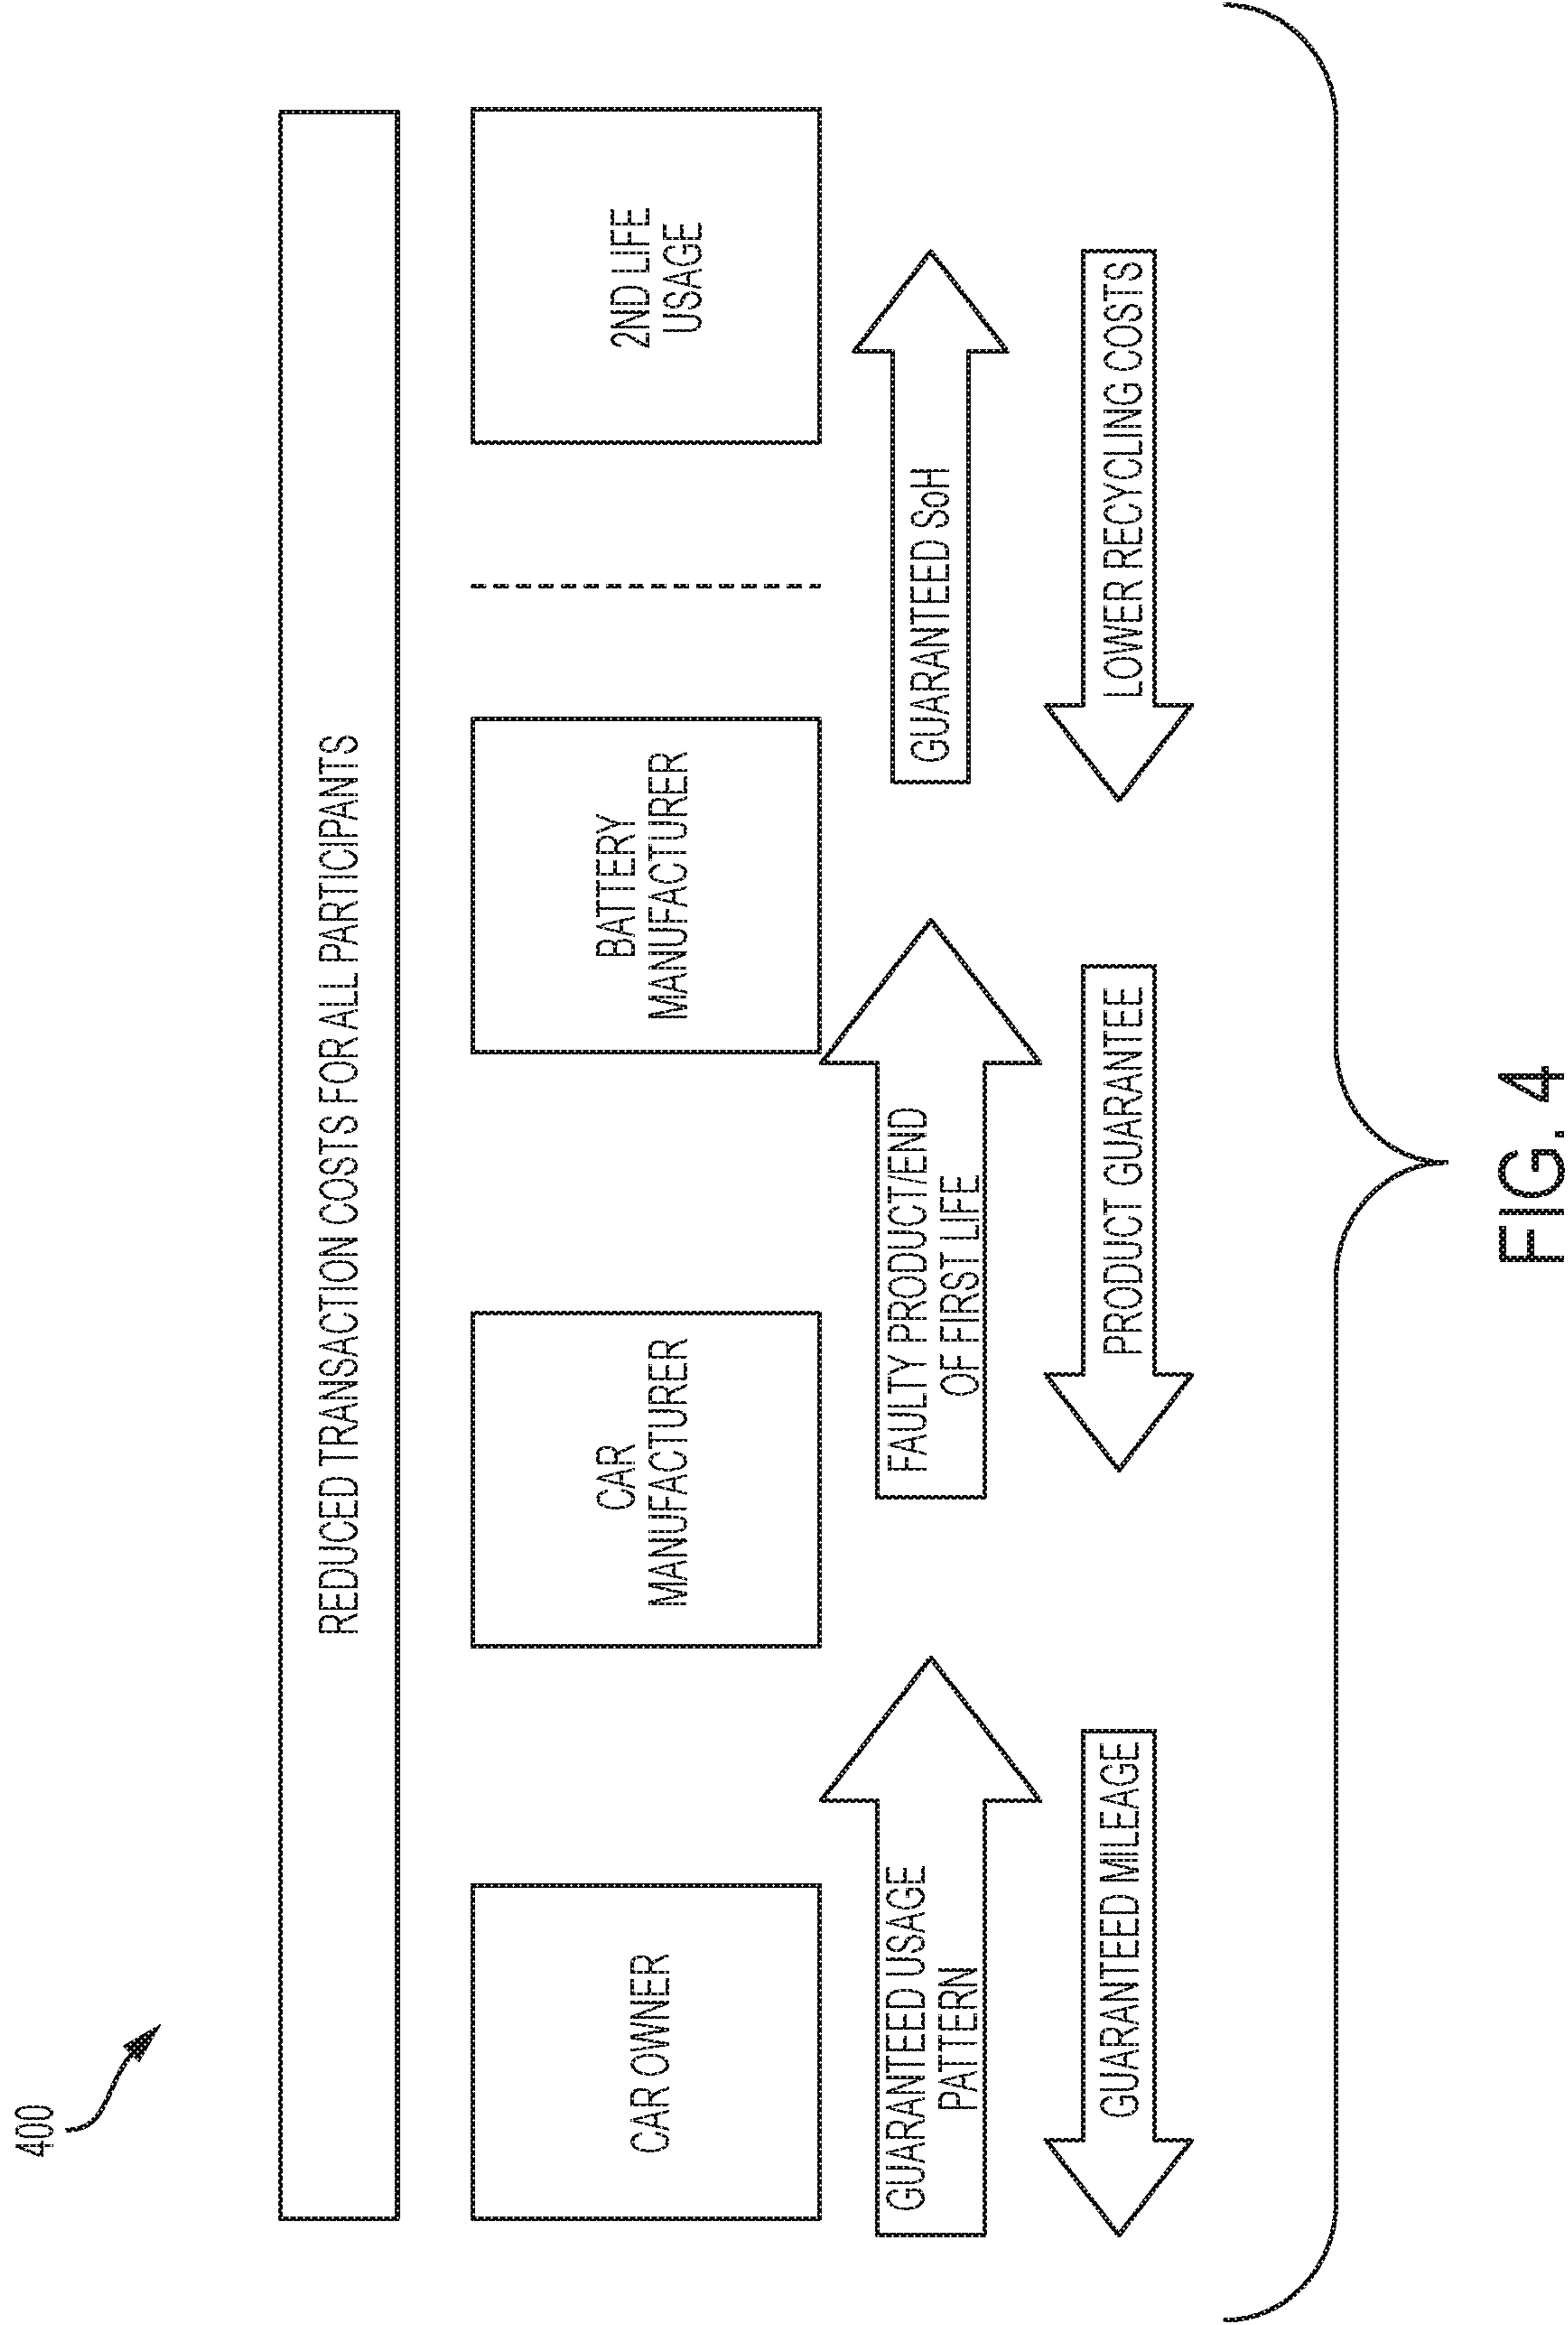 400
REDUCED TRANSACTION COSTS FOR ALL PARTICIPANTS
CAR OWNER
CAR
MANUFACTURER
BATTERY
MANUFACTURER
2ND LIFE
USAGE
GUARANTEED USAGE
PATTERN
FAULTY PRODUCT/END
OF FIRST LIFE
GUARANTEED SoH
GUARANTEED MILEAGE
PRODUCT GUARANTEE
LOWER RECYCLING COSTS
FIG. 4